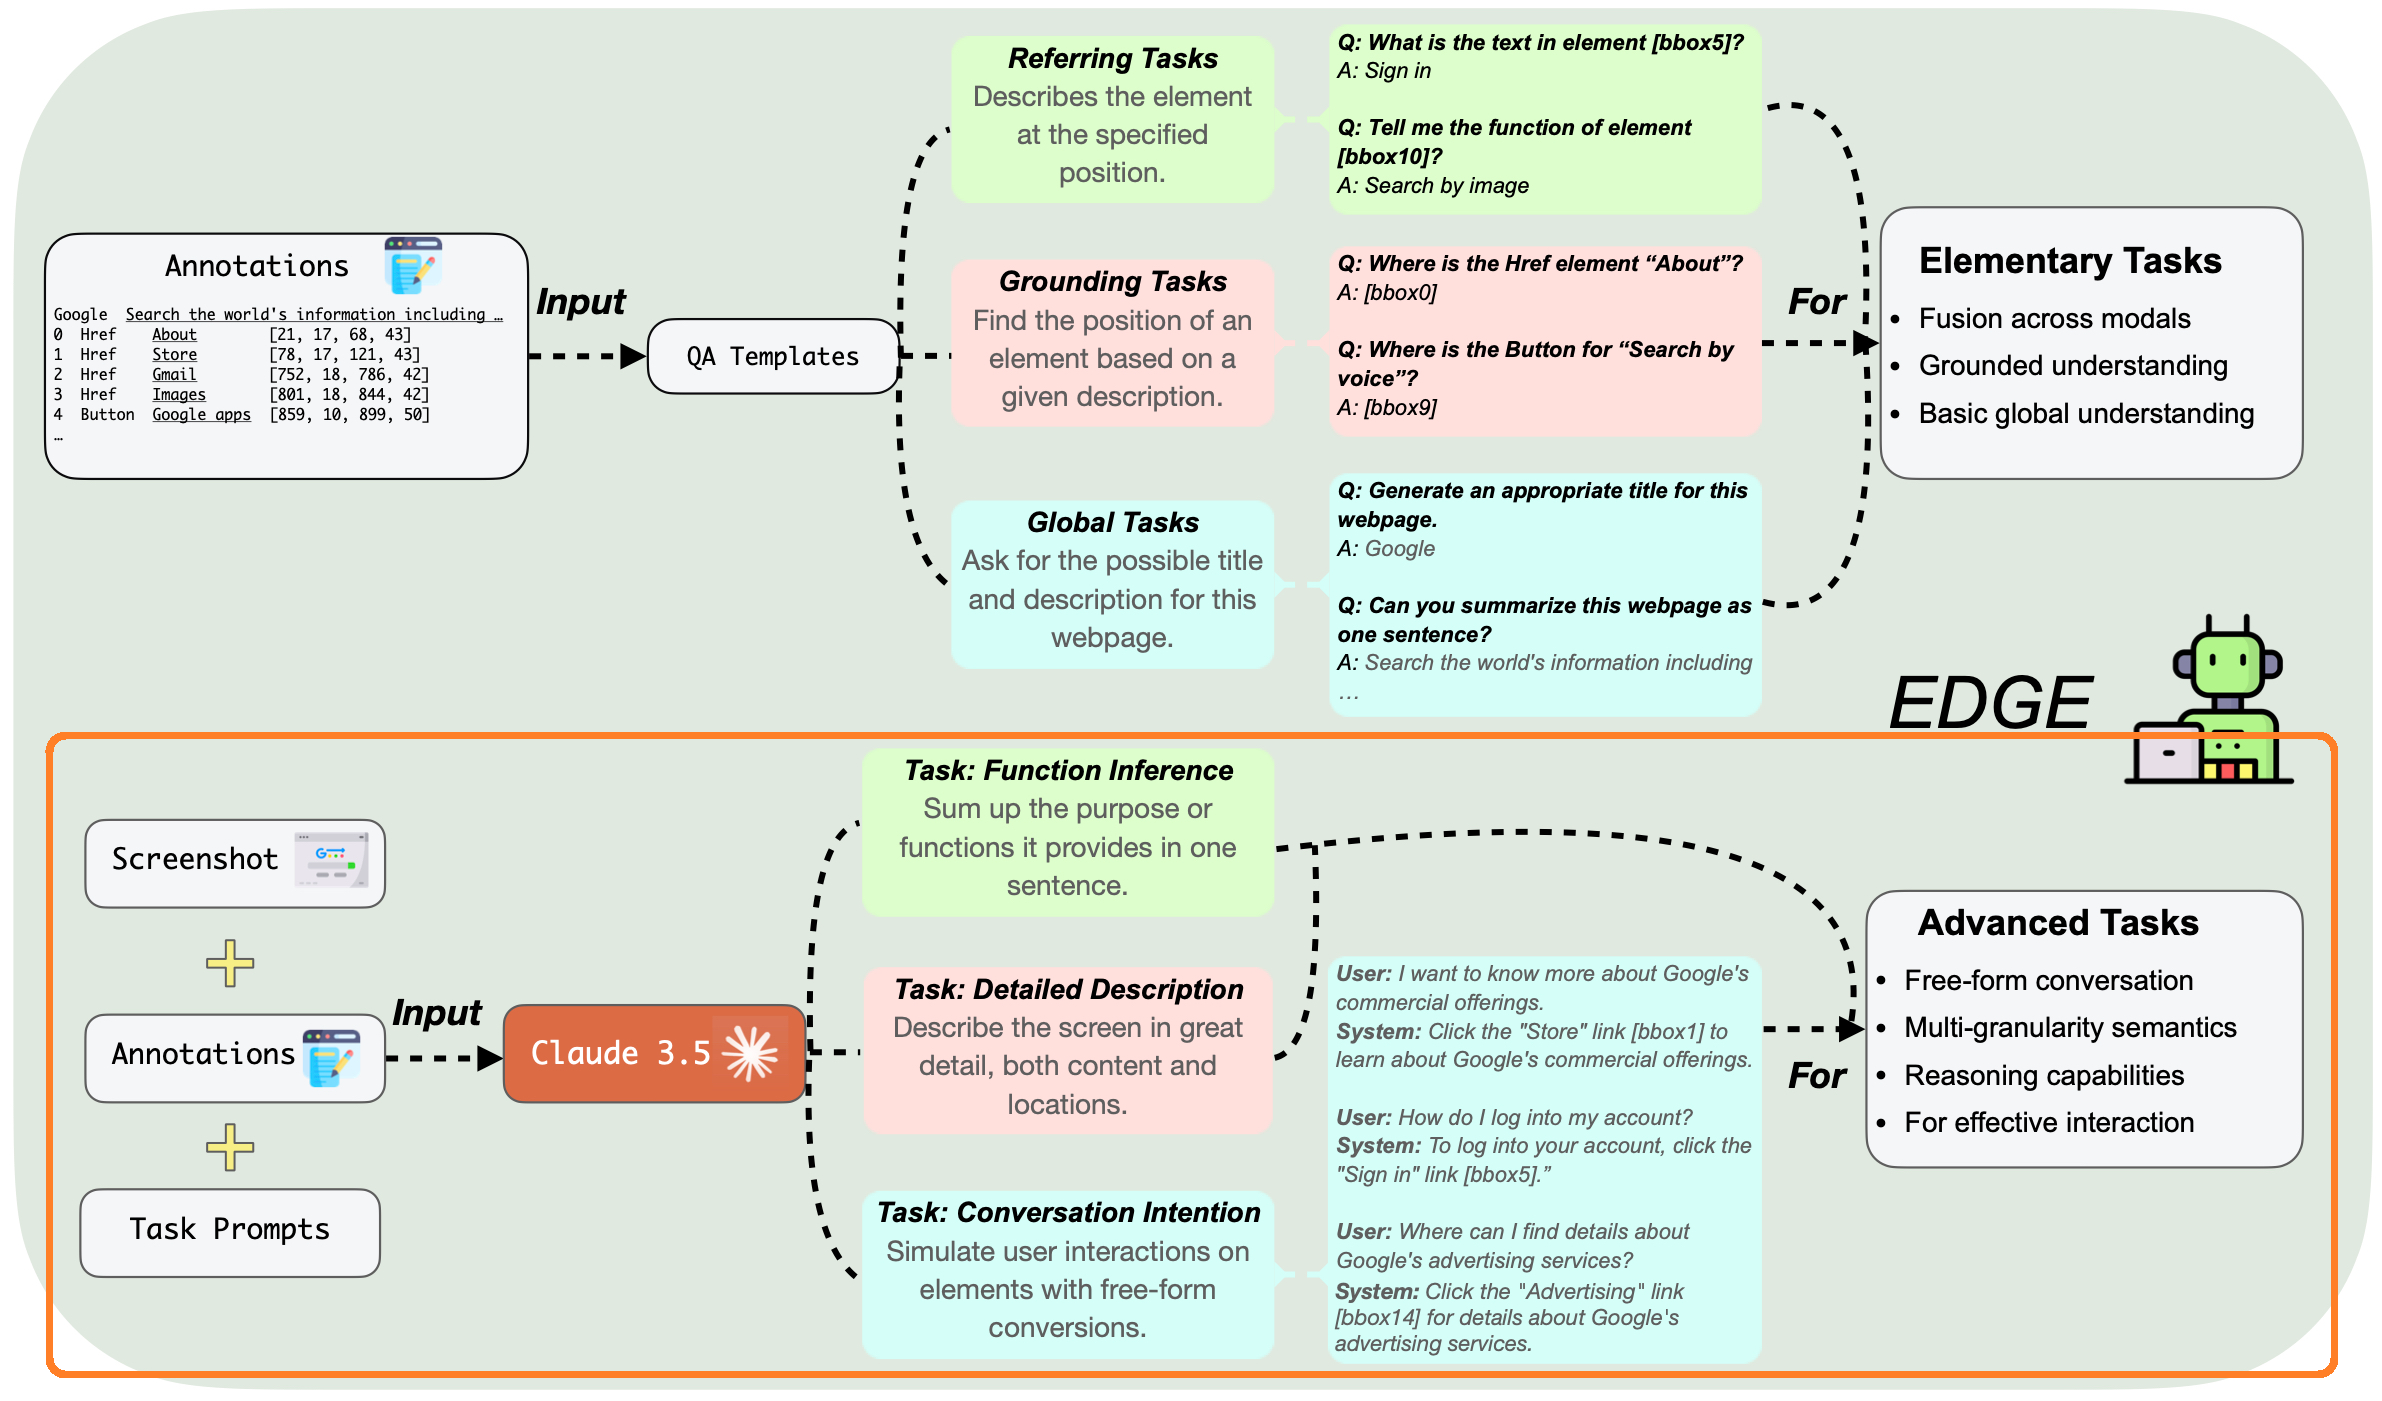 Annotations
Google Search the world's information including …
0 Href About [21, 17, 68, 43]
1 Href Store [78, 17, 121, 43]
2 Href Gmail [752, 18, 786, 42]
3 Href Images [801, 18, 844, 42]
4 Button Google apps [859, 10, 899, 50]
…
Input
QA Templates
Referring Tasks
Describes the element
at the specified
position.
Q: What is the text in element [bbox5]?
A: Sign in
Q: Tell me the function of element
[bbox10]?
A: Search by image
Grounding Tasks
Find the position of an
element based on a
given description.
Q: Where is the Href element “About”?
A: [bbox0]
Q: Where is the Button for “Search by
voice”?
A: [bbox9]
Global Tasks
Ask for the possible title
and description for this
webpage.
Q: Generate an appropriate title for this
webpage.
A: Google
Q: Can you summarize this webpage as
one sentence?
A: Search the world's information including
…
For
Elementary Tasks
• Fusion across modals
• Grounded understanding
• Basic global understanding
EDGE
Screenshot
Annotations
Task Prompts
Input
Claude 3.5
Task: Function Inference
Sum up the purpose or
functions it provides in one
sentence.
Task: Detailed Description
Describe the screen in great
detail, both content and
locations.
Task: Conversation Intention
Simulate user interactions on
elements with free-form
conversions.
User: I want to know more about Google's
commercial offerings.
System: Click the "Store" link [bbox1] to
learn about Google's commercial offerings.
User: How do I log into my account?
System: To log into your account, click the
"Sign in" link [bbox5].”
User: Where can I find details about
Google's advertising services?
System: Click the "Advertising" link
[bbox14] for details about Google's
advertising services.
For
Advanced Tasks
• Free-form conversation
• Multi-granularity semantics
• Reasoning capabilities
• For effective interaction